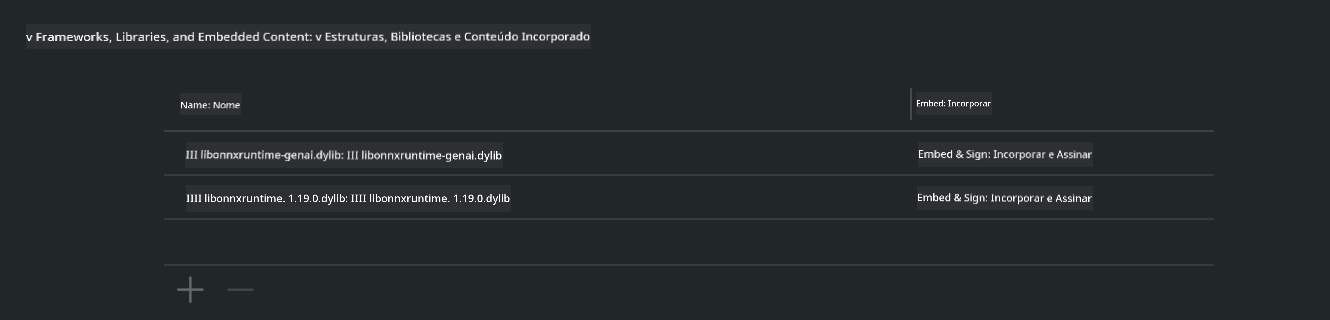 v Frameworks, Libraries, and Embedded Content: v Estruturas, Bibliotecas e Conteúdo Incorporado
Name: Nome
Embed: Incorporar
III libonnxruntime-genai.dylib: III libonnxruntime-genai.dylib
Embed & Sign: Incorporar e Assinar
IIII libonnxruntime. 1.19.0.dyllb: IIII libonnxruntime. 1.19.0.dyllb
Embed & Sign: Incorporar e Assinar